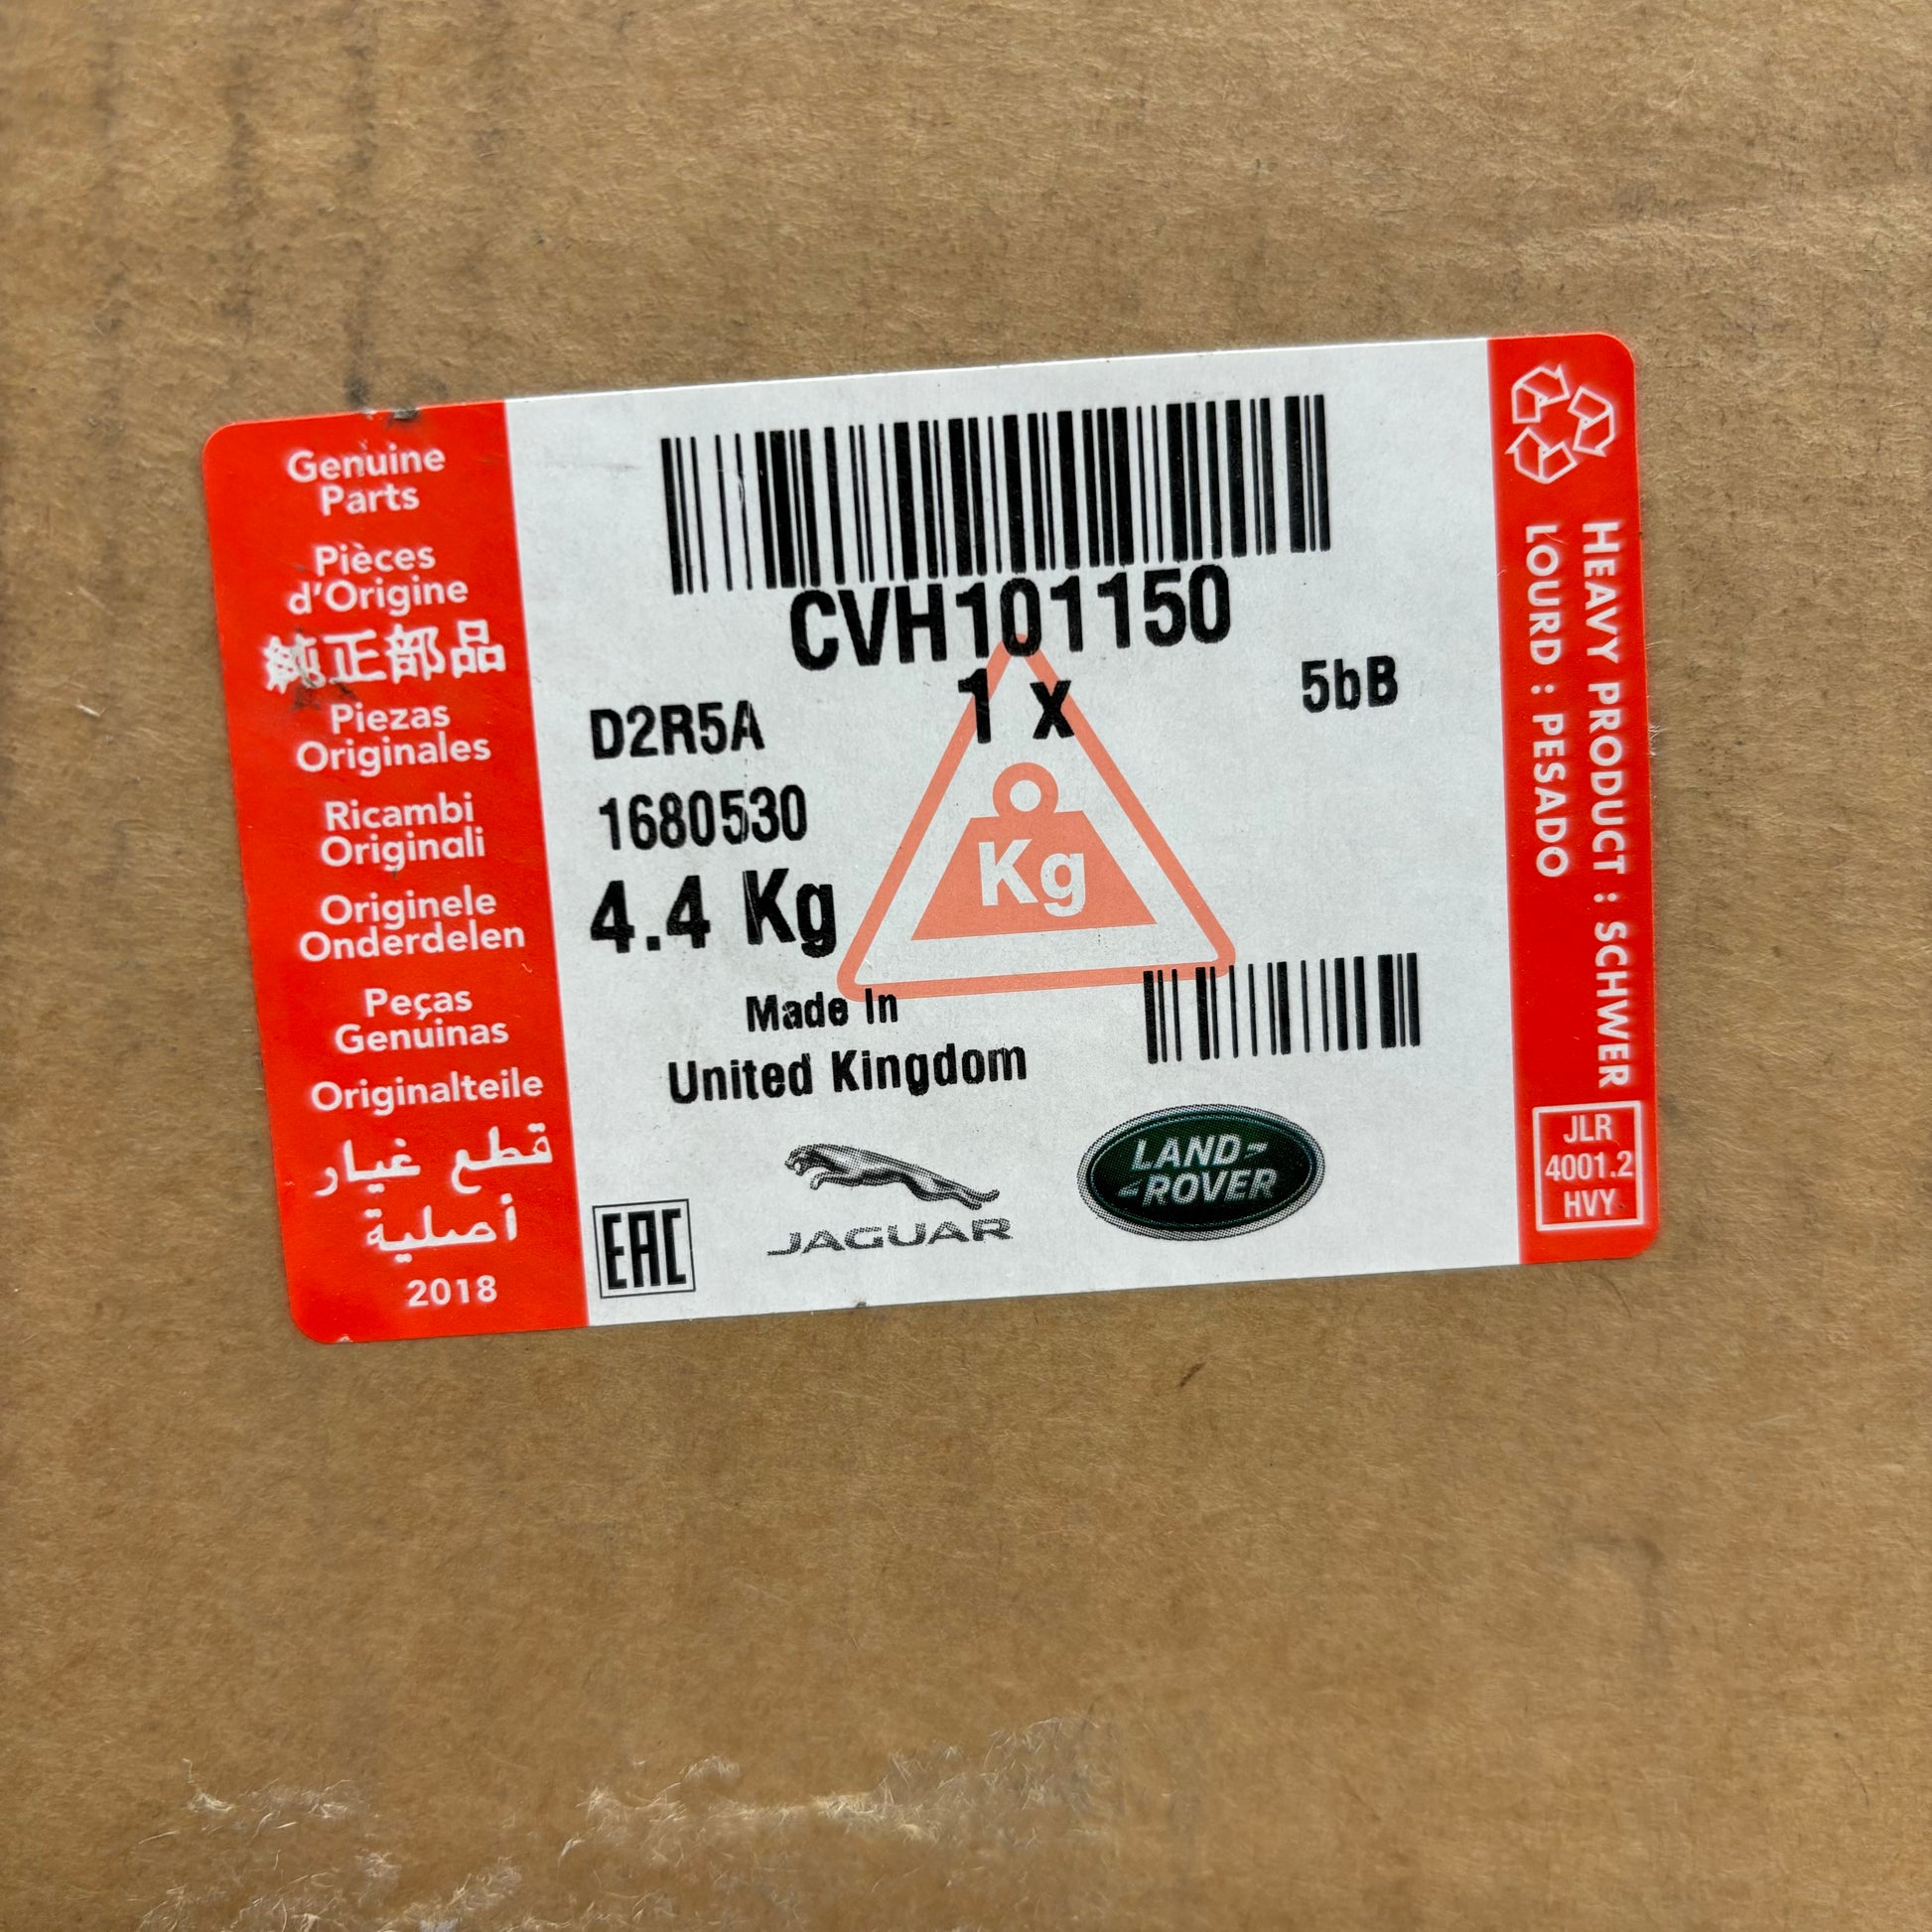 Genuine
Parts
Pièces
d'Origine
純正部品
Piezas
Originales
Ricambi
Originali
Originele
Onderdelen
Peças
Genuinas
Originalteile
قطع غيار
أصلية
2018
CVH101150
1 x
5bB
D2R5A
1680530
4.4 Kg
Kg
Made In
United Kingdom
EAC
JAGUAR
LAND
ROVER
HEAVY PRODUCT : SCHWER
LOURD : PESADO
JLR
4001.2
HVY